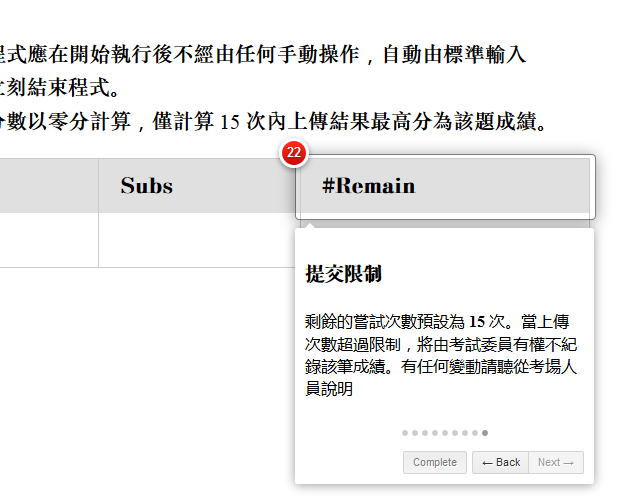 程式應在開始執行後不經由任何手動操作，自動由標準輸入
立刻結束程式。
分數以零分計算，僅計算 15 次內上傳結果最高分為該題成績。
22
Subs #Remain
提交限制
剩餘的嘗試次數預設為 15 次。當上傳
次數超過限制，將由考試委員有權不紀
錄該筆成績。有任何變動請聽從考場人
員說明
Complete ← Back Next →